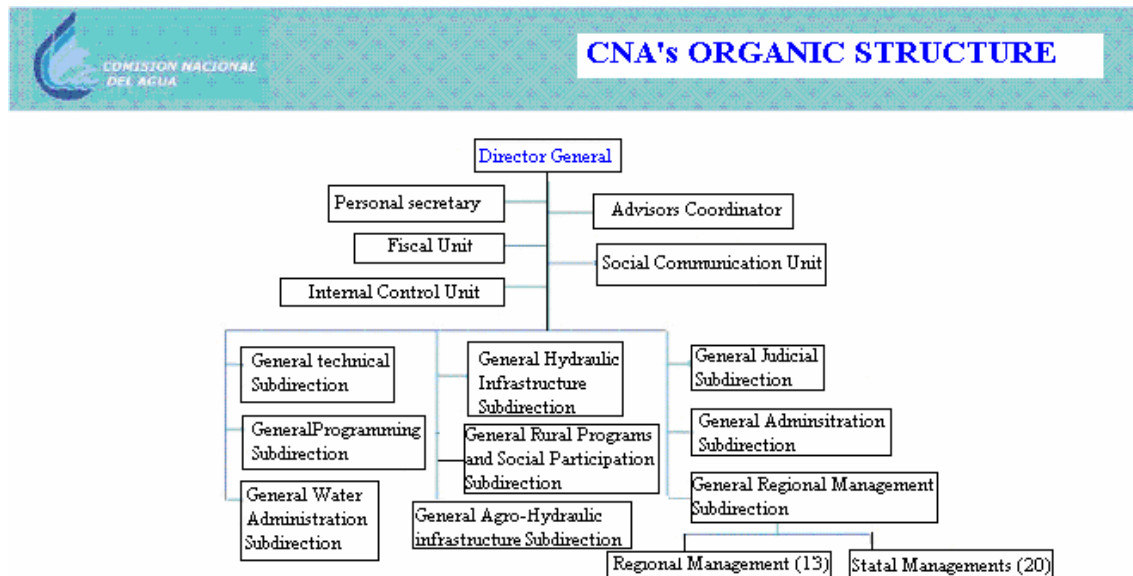 COMISION NACIONAL
DEL AGUA
CNA's ORGANIC STRUCTURE
Director General
Personal secretary
Advisors Coordinator
Fiscal Unit
Social Communication Unit
Internal Control Unit
General technical
Subdirection
General Hydraulic
Infrastructure
Subdirection
General Judicial
Subdirection
GeneralProgramming
Subdirection
General Rural Programs
and Social Participation
Subdirection
General Adminsitration
Subdirection
General Water
Administration
Subdirection
General Agro-Hydraulic
infrastructure Subdirection
General Regional Management
Subdirection
Regional Management (13)
Statal Managements (20)